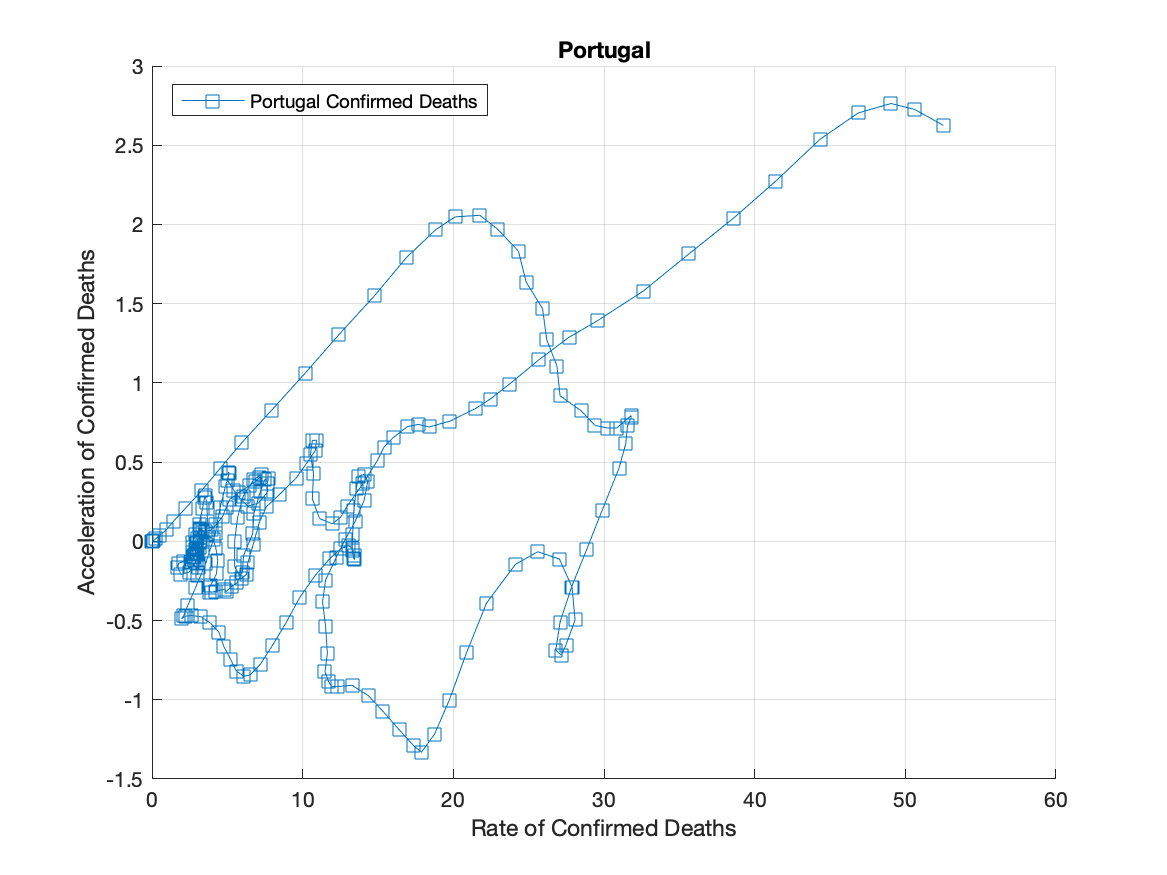 Portugal
Portugal Confirmed Deaths
3
2.5
2
1.5
1
0.5
0
-0.5
-1
-1.5
Acceleration of Confirmed Deaths
0 10 20 30 40 50 60
Rate of Confirmed Deaths